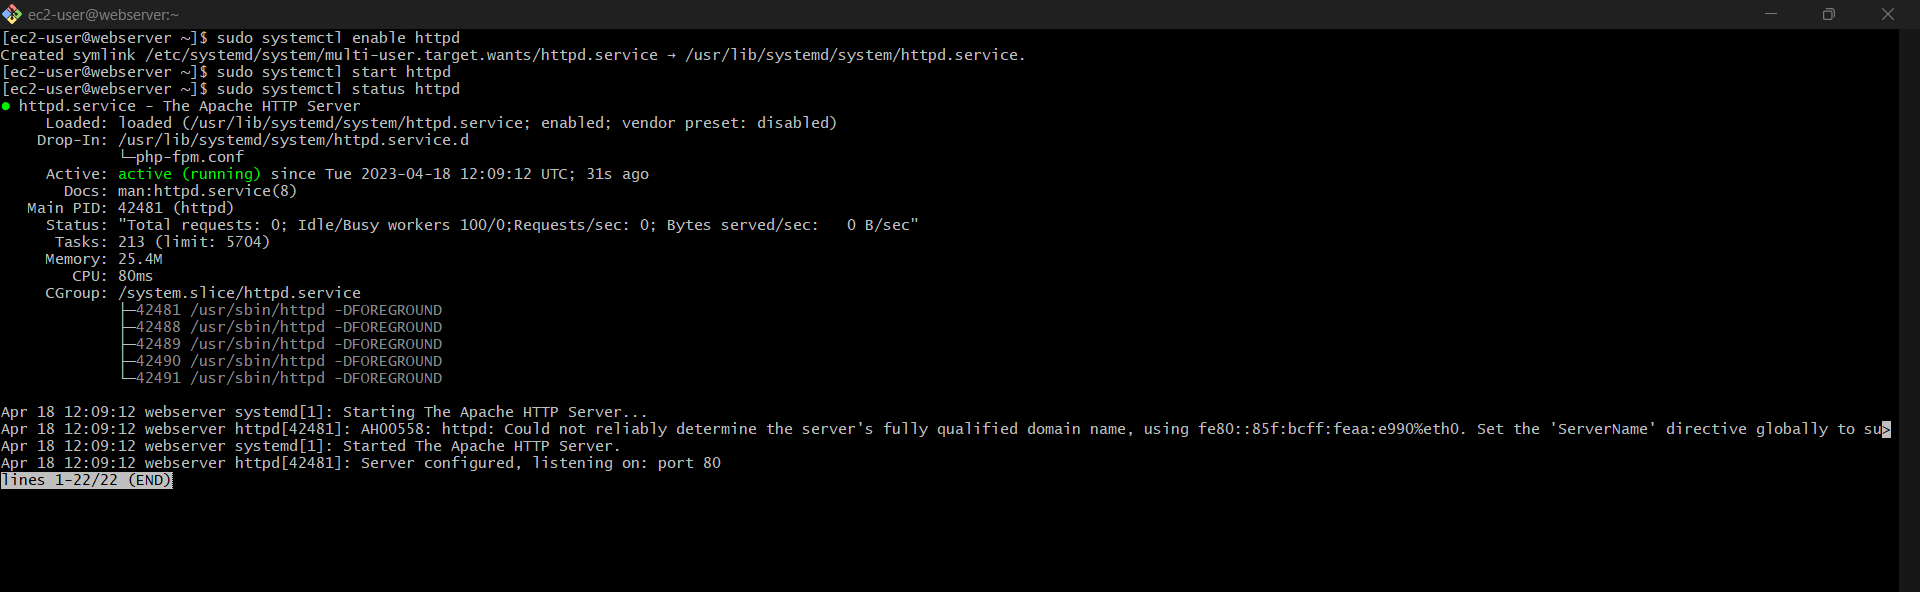 ec2-user@webserver:~
[ec2-user@webserver ~]$ sudo systemctl enable httpd
Created symlink /etc/systemd/system/multi-user.target.wants/httpd.service → /usr/lib/systemd/system/httpd.service.
[ec2-user@webserver ~]$ sudo systemctl start httpd
[ec2-user@webserver ~]$ sudo systemctl status httpd
● httpd.service - The Apache HTTP Server
     Loaded: loaded (/usr/lib/systemd/system/httpd.service; enabled; vendor preset: disabled)
    Drop-In: /usr/lib/systemd/system/httpd.service.d
             └─php-fpm.conf
     Active: active (running) since Tue 2023-04-18 12:09:12 UTC; 31s ago
       Docs: man:httpd.service(8)
   Main PID: 42481 (httpd)
     Status: "Total requests: 0; Idle/Busy workers 100/0;Requests/sec: 0; Bytes served/sec:   0 B/sec"
      Tasks: 213 (limit: 5704)
     Memory: 25.4M
        CPU: 80ms
     CGroup: /system.slice/httpd.service
             ├─42481 /usr/sbin/httpd -DFOREGROUND
             ├─42488 /usr/sbin/httpd -DFOREGROUND
             ├─42489 /usr/sbin/httpd -DFOREGROUND
             ├─42490 /usr/sbin/httpd -DFOREGROUND
             └─42491 /usr/sbin/httpd -DFOREGROUND
Apr 18 12:09:12 webserver systemd[1]: Starting The Apache HTTP Server...
Apr 18 12:09:12 webserver httpd[42481]: AH00558: httpd: Could not reliably determine the server's fully qualified domain name, using fe80::85f:bcff:feaa:e990%eth0. Set the 'ServerName' directive globally to su>
Apr 18 12:09:12 webserver systemd[1]: Started The Apache HTTP Server.
Apr 18 12:09:12 webserver httpd[42481]: Server configured, listening on: port 80
lines 1-22/22 (END)